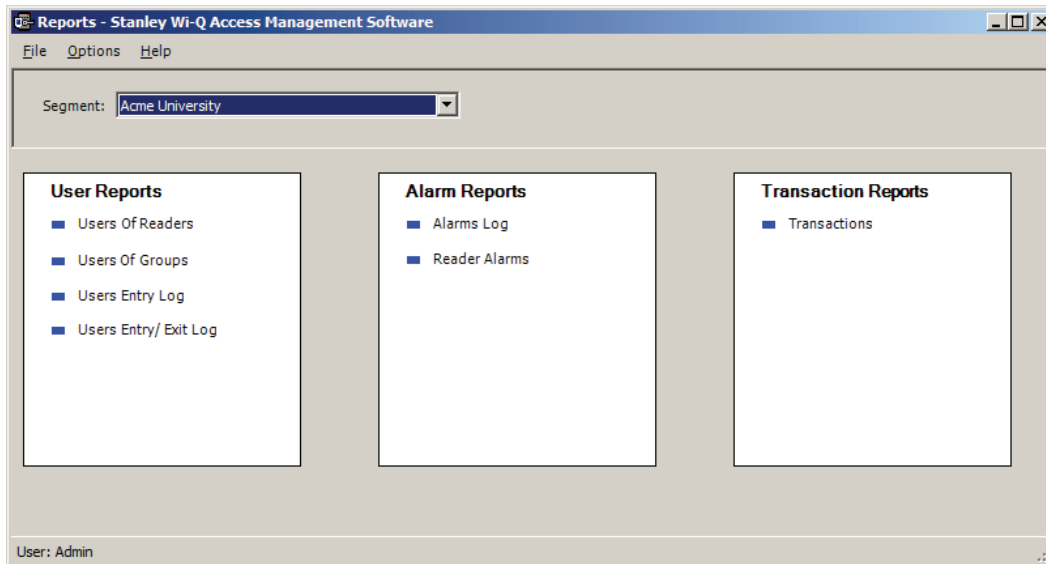 Reports - Stanley Wi-Q Access Management Software
File Options Help
Segment: Acme University
User Reports
Users Of Readers
Users Of Groups
Users Entry Log
Users Entry/ Exit Log
Alarm Reports
Alarms Log
Reader Alarms
Transaction Reports
Transactions
User: Admin